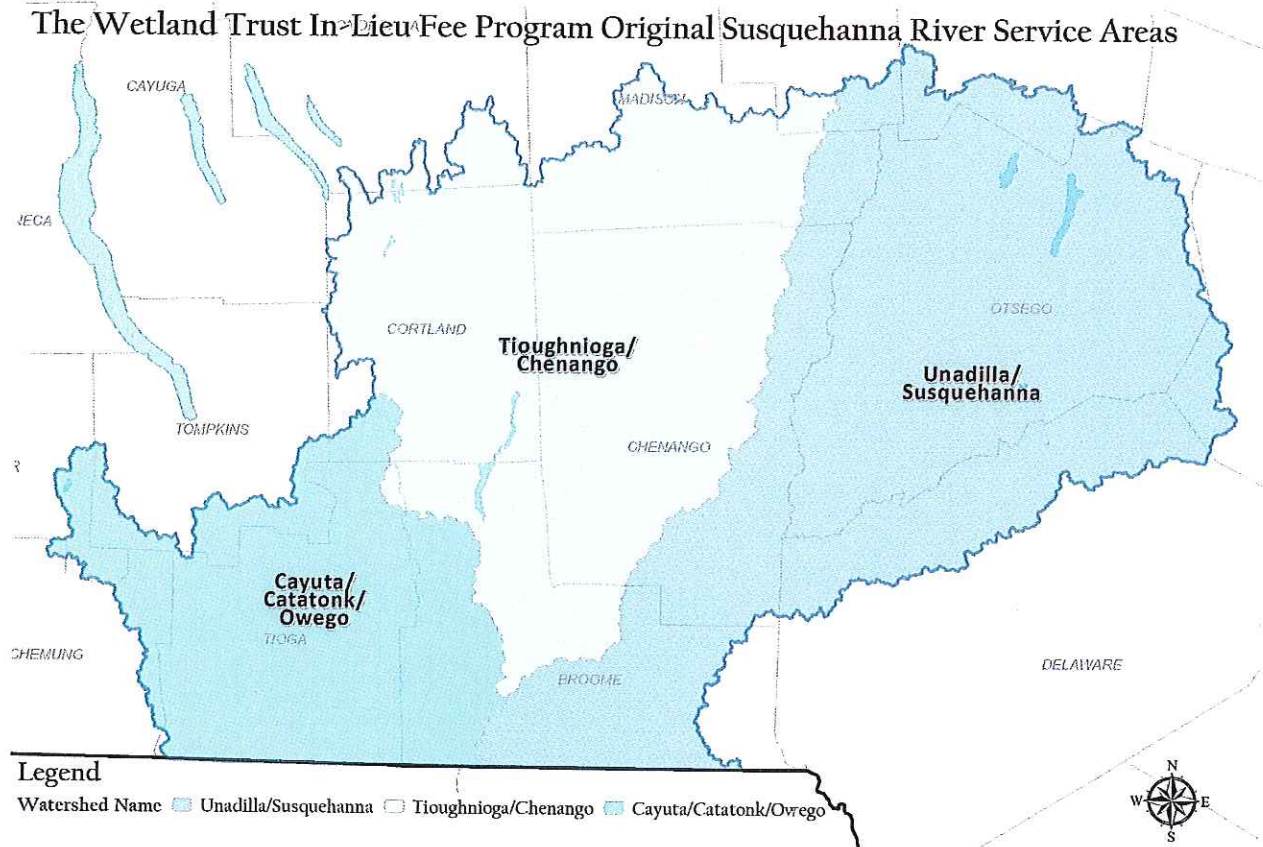 The Wetland Trust In-Lieu Fee Program Original Susquehanna River Service Areas
CAYUGA
MADISON
NECA
OTSEGO
CORTLAND
Tioughnioga/
Chenango
Unadilla/
Susquehanna
TOMPKINS
CHENANGO
R
Cayuta/
Catatonk/
Owego
TIOGA
CHEMUNG
BROOME
DELAWARE
Legend
Watershed Name Unadilla/Susquehanna Tioughnioga/Chenango Cayuta/Catatonk/Owego
N
W E
S